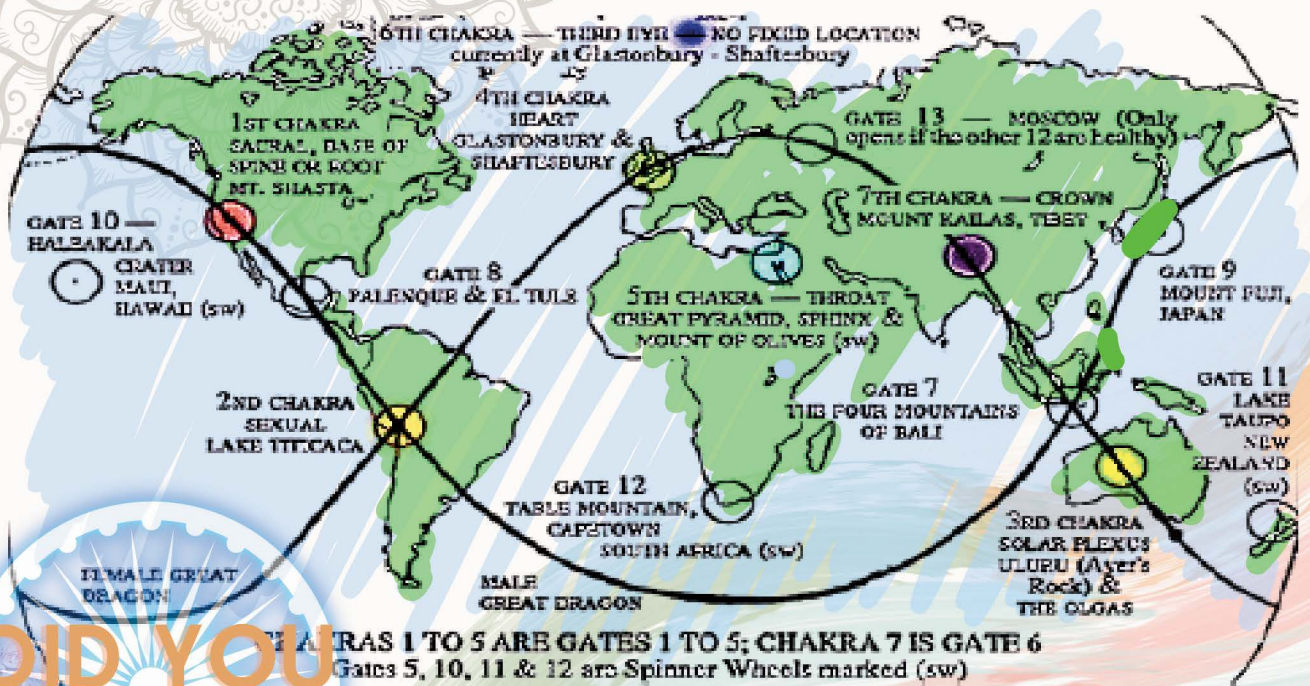 6TH CHAKRA — THIRD EYE — NO FIXED LOCATION
currently at Glastonbury - Shaftesbury
4TH CHAKRA
HEART
GLASTONBURY &
SHAFTESBURY
1ST CHAKRA
SACRAL, BASE OF
SPINE OR ROOT
MT. SHASTA
GATE 13 — MOSCOW (Only
opens if the other 12 are healthy)
7TH CHAKRA — CROWN
MOUNT KAILAS, TIBET
GATE 10 —
HALEAKALA
CRATER
MAUI,
HAWAII (sw)
GATE 8
PALENQUE & EL TULE
5TH CHAKRA — THROAT
GREAT PYRAMID, SPHINX &
MOUNT OF OLIVES (sw)
GATE 9
MOUNT FUJI,
JAPAN
2ND CHAKRA
SEXUAL
LAKE TITICACA
GATE 7
THE FOUR MOUNTAINS
OF BALI
GATE 11
LAKE
TAUPO
NEW
ZEALAND
(sw)
GATE 12
TABLE MOUNTAIN,
CAPETOWN
SOUTH AFRICA (sw)
3RD CHAKRA
SOLAR PLEXUS
ULURU (Ayer's
Rock) &
THE OLGAS
FEMALE GREAT
DRAGON
MALE
GREAT DRAGON
CHAKRAS 1 TO 5 ARE GATES 1 TO 5; CHAKRA 7 IS GATE 6
Gates 5, 10, 11 & 12 are Spinner Wheels marked (sw)
DID YOU